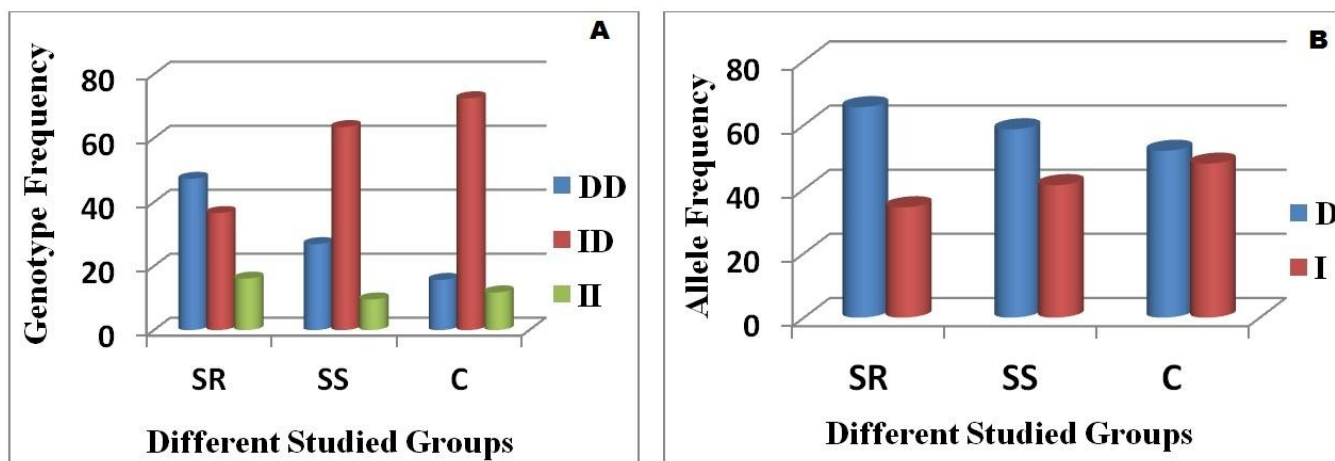 A
Genotype Frequency
80
60
40
20
0
SR SS C
Different Studied Groups
DD
ID
II
B
Allele Frequency
80
60
40
20
0
SR SS C
Different Studied Groups
D
I